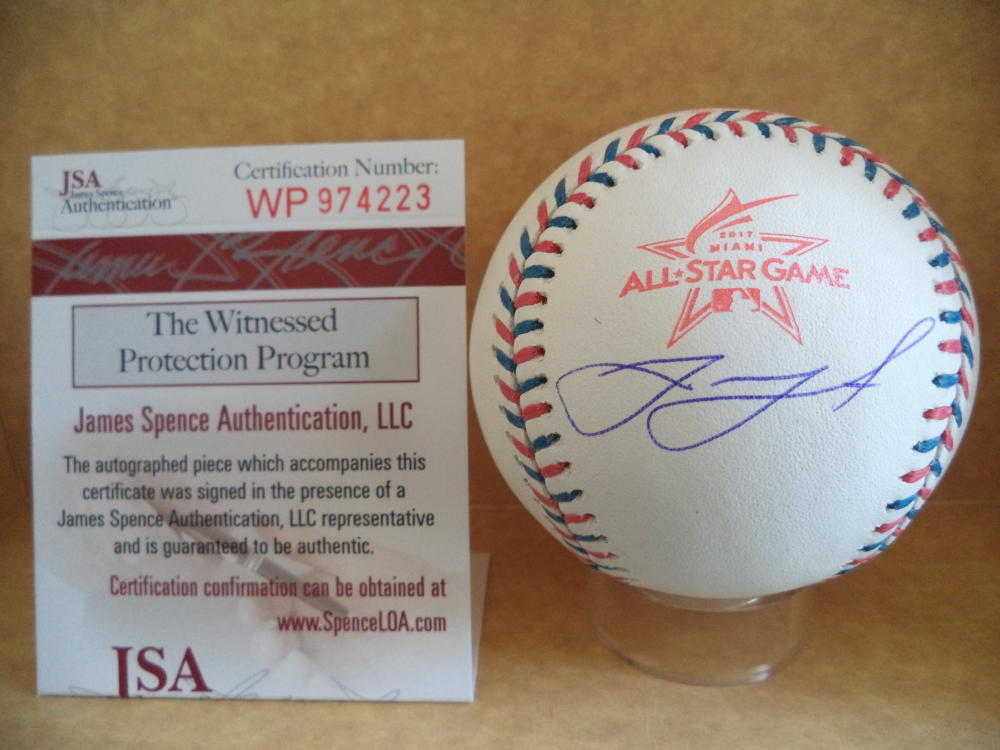 JSA
James Spence
Authentication
Certification Number:
WP 974223
The Witnessed
Protection Program
James Spence Authentication, LLC
The autographed piece which accompanies this
certificate was signed in the presence of a
James Spence Authentication, LLC representative
and is guaranteed to be authentic.
Certification confirmation can be obtained at
www.SpenceLOA.com
JSA
2017
MIAMI
ALL★STAR GAME